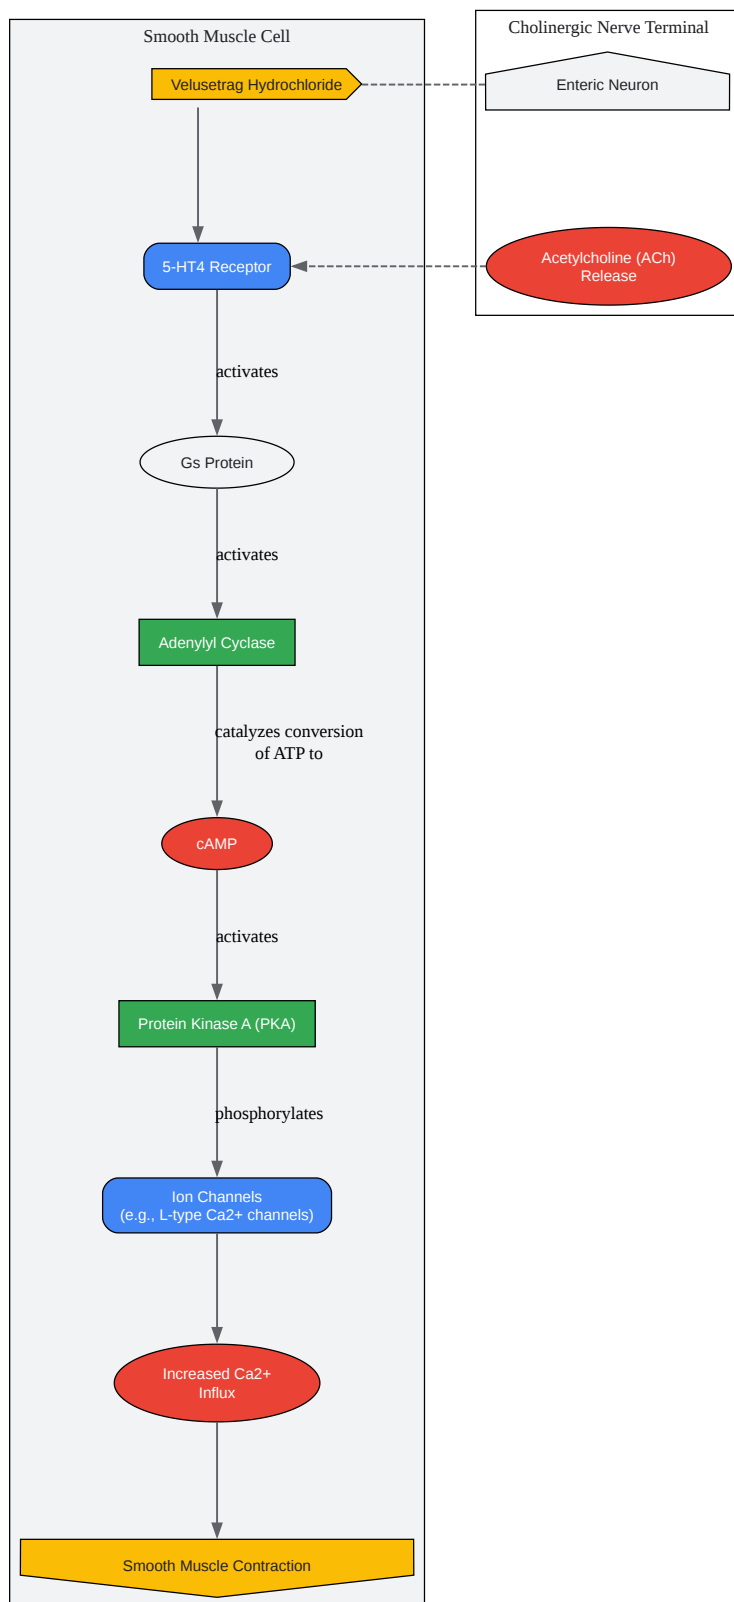 Smooth Muscle Cell
Cholinergic Nerve Terminal
Velusetrag Hydrochloride
Enteric Neuron
5-HT4 Receptor
Acetylcholine (ACh)
Release
activates
Gs Protein
activates
Adenylyl Cyclase
catalyzes conversion
of ATP to
cAMP
activates
Protein Kinase A (PKA)
phosphorylates
Ion Channels
(e.g., L-type Ca2+ channels)
Increased Ca2+
Influx
Smooth Muscle Contraction